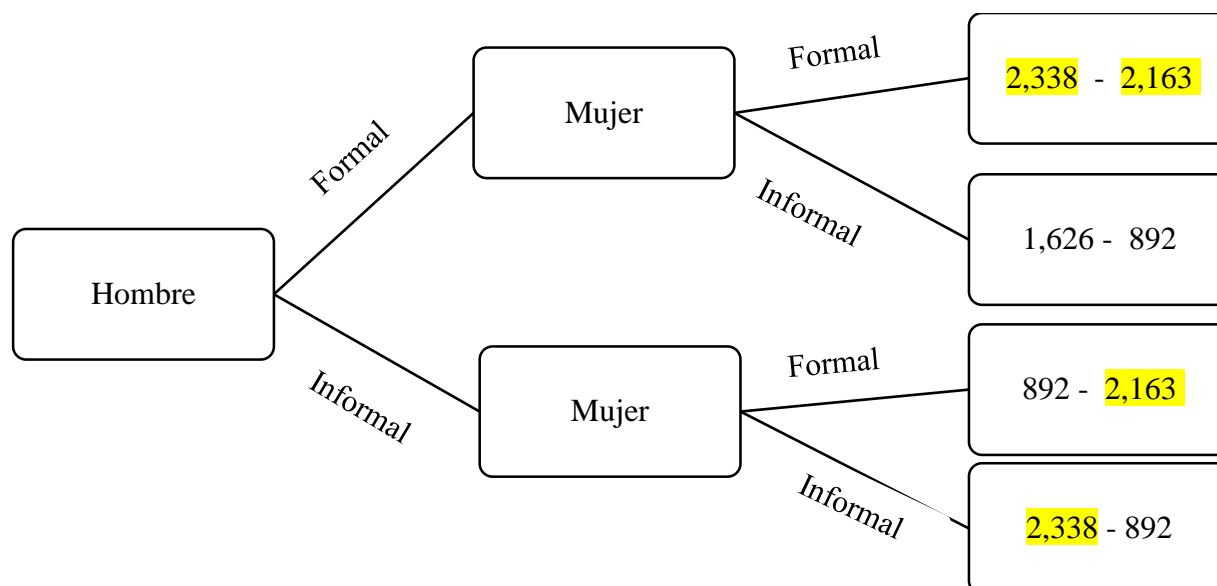 Hombre
Formal
Informal
Mujer
Formal
Informal
2,338 - 2,163
1,626 - 892
Mujer
Formal
Informal
892 - 2,163
2,338 - 892